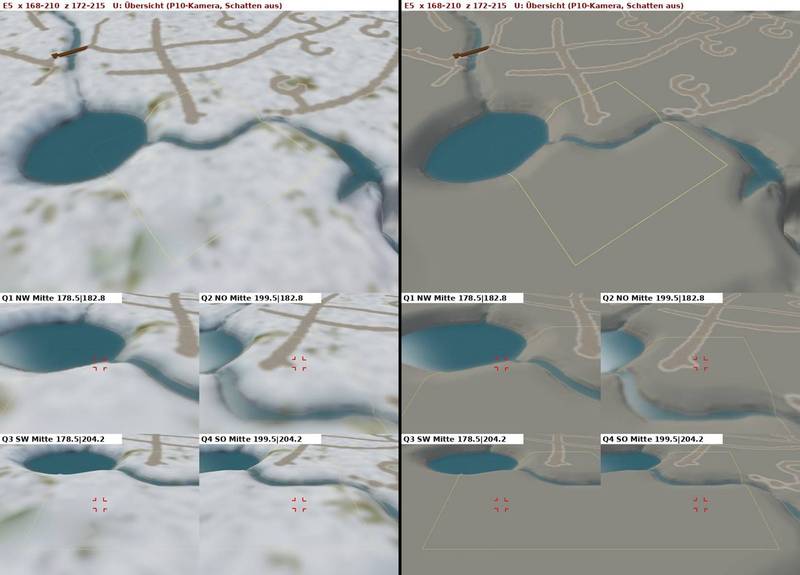 E5 x 168-210 z 172-215 U: Übersicht (P10-Kamera, Schatten aus)
E5 x 168-210 z 172-215 U: Übersicht (P10-Kamera, Schatten aus)
Q1 NW Mitte 178.5|182.8
Q2 NO Mitte 199.5|182.8
Q1 NW Mitte 178.5|182.8
Q2 NO Mitte 199.5|182.8
Q3 SW Mitte 178.5|204.2
Q4 SO Mitte 199.5|204.2
Q3 SW Mitte 178.5|204.2
Q4 SO Mitte 199.5|204.2